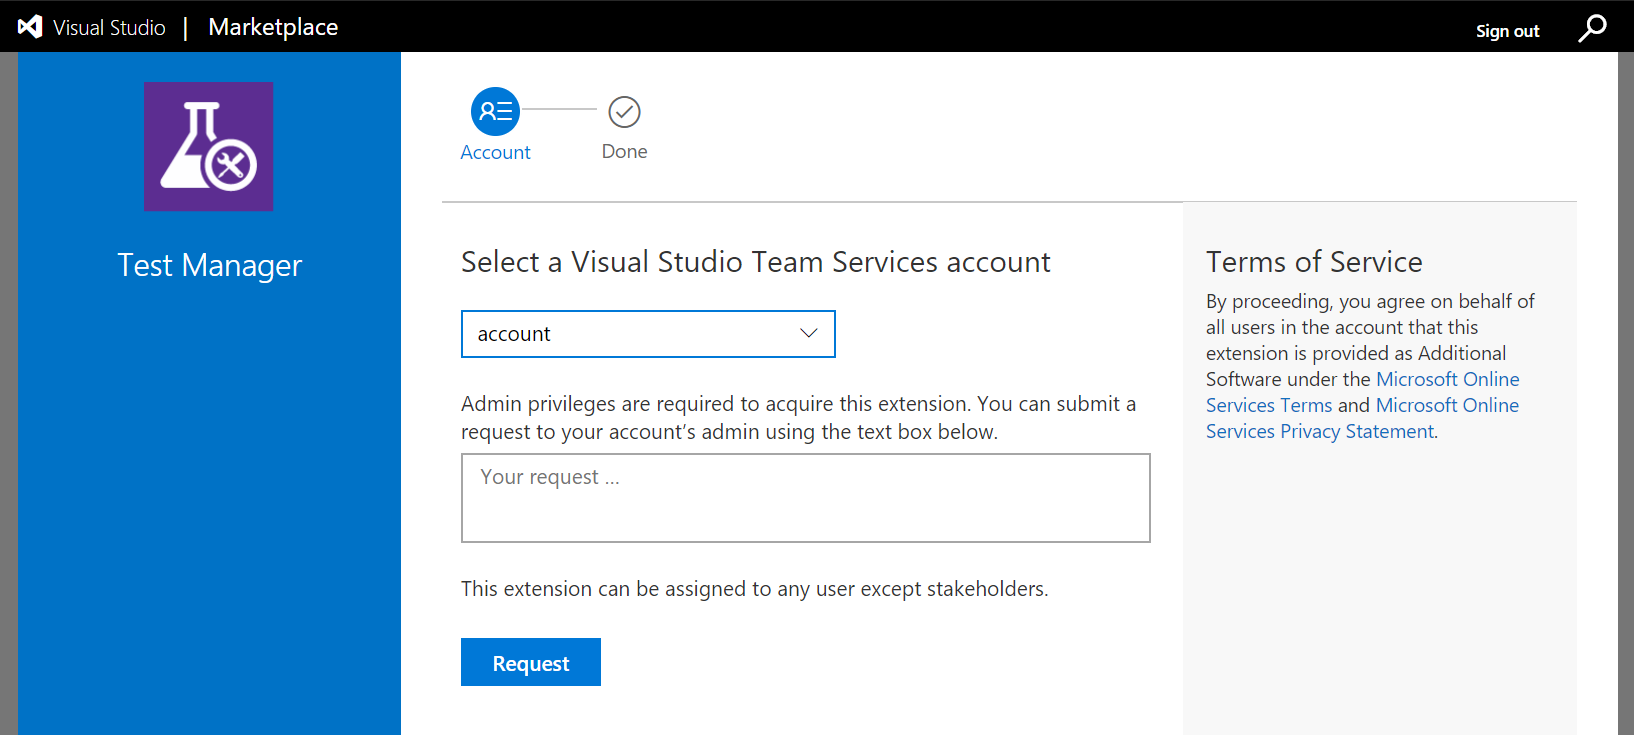 Visual Studio | Marketplace
Sign out
Test Manager
Account
Done
Select a Visual Studio Team Services account
account
Admin privileges are required to acquire this extension. You can submit a
request to your account’s admin using the text box below.
Your request ...
This extension can be assigned to any user except stakeholders.
Request
Terms of Service
By proceeding, you agree on behalf of
all users in the account that this
extension is provided as Additional
Software under the Microsoft Online
Services Terms and Microsoft Online
Services Privacy Statement.